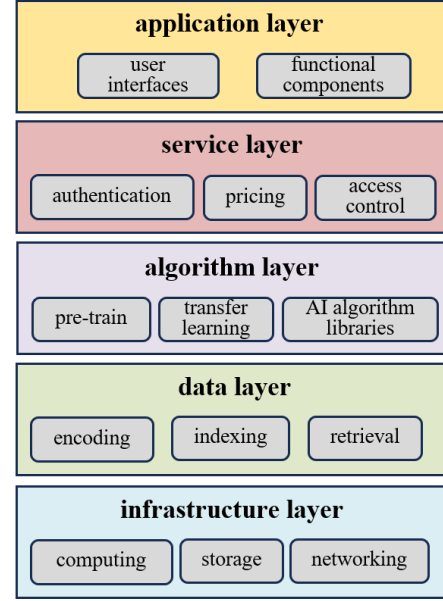 application layer
user
interfaces
functional
components
service layer
authentication
pricing
access
control
algorithm layer
pre-train
transfer
learning
AI algorithm
libraries
data layer
encoding
indexing
retrieval
infrastructure layer
computing
storage
networking